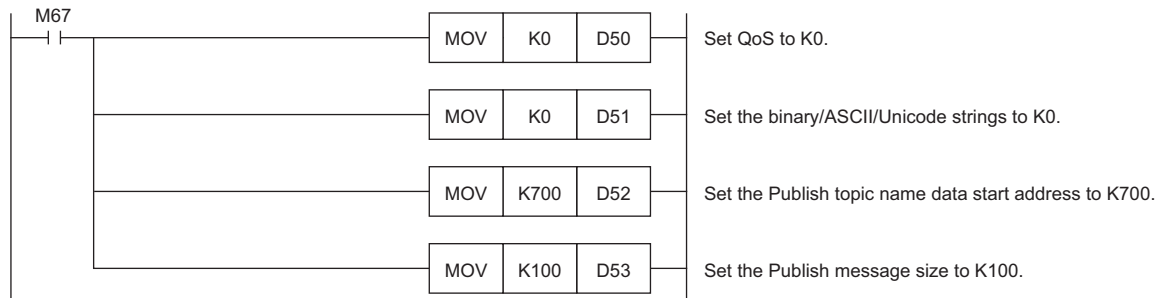 M67
MOV K0 D50 Set QoS to K0.
MOV K0 D51 Set the binary/ASCII/Unicode strings to K0.
MOV K700 D52 Set the Publish topic name data start address to K700.
MOV K100 D53 Set the Publish message size to K100.